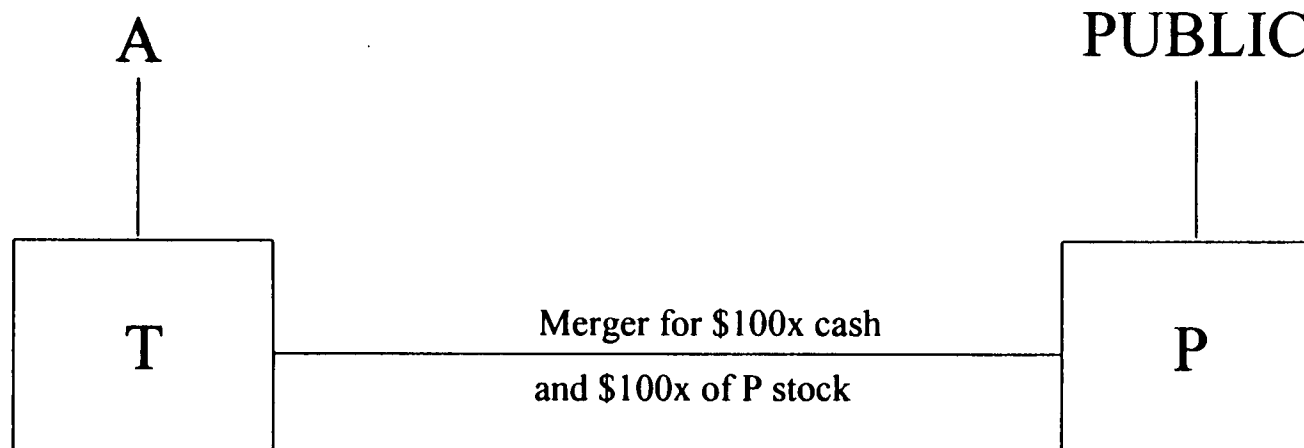 A
PUBLIC
T
Merger for $100x cash
and $100x of P stock
P